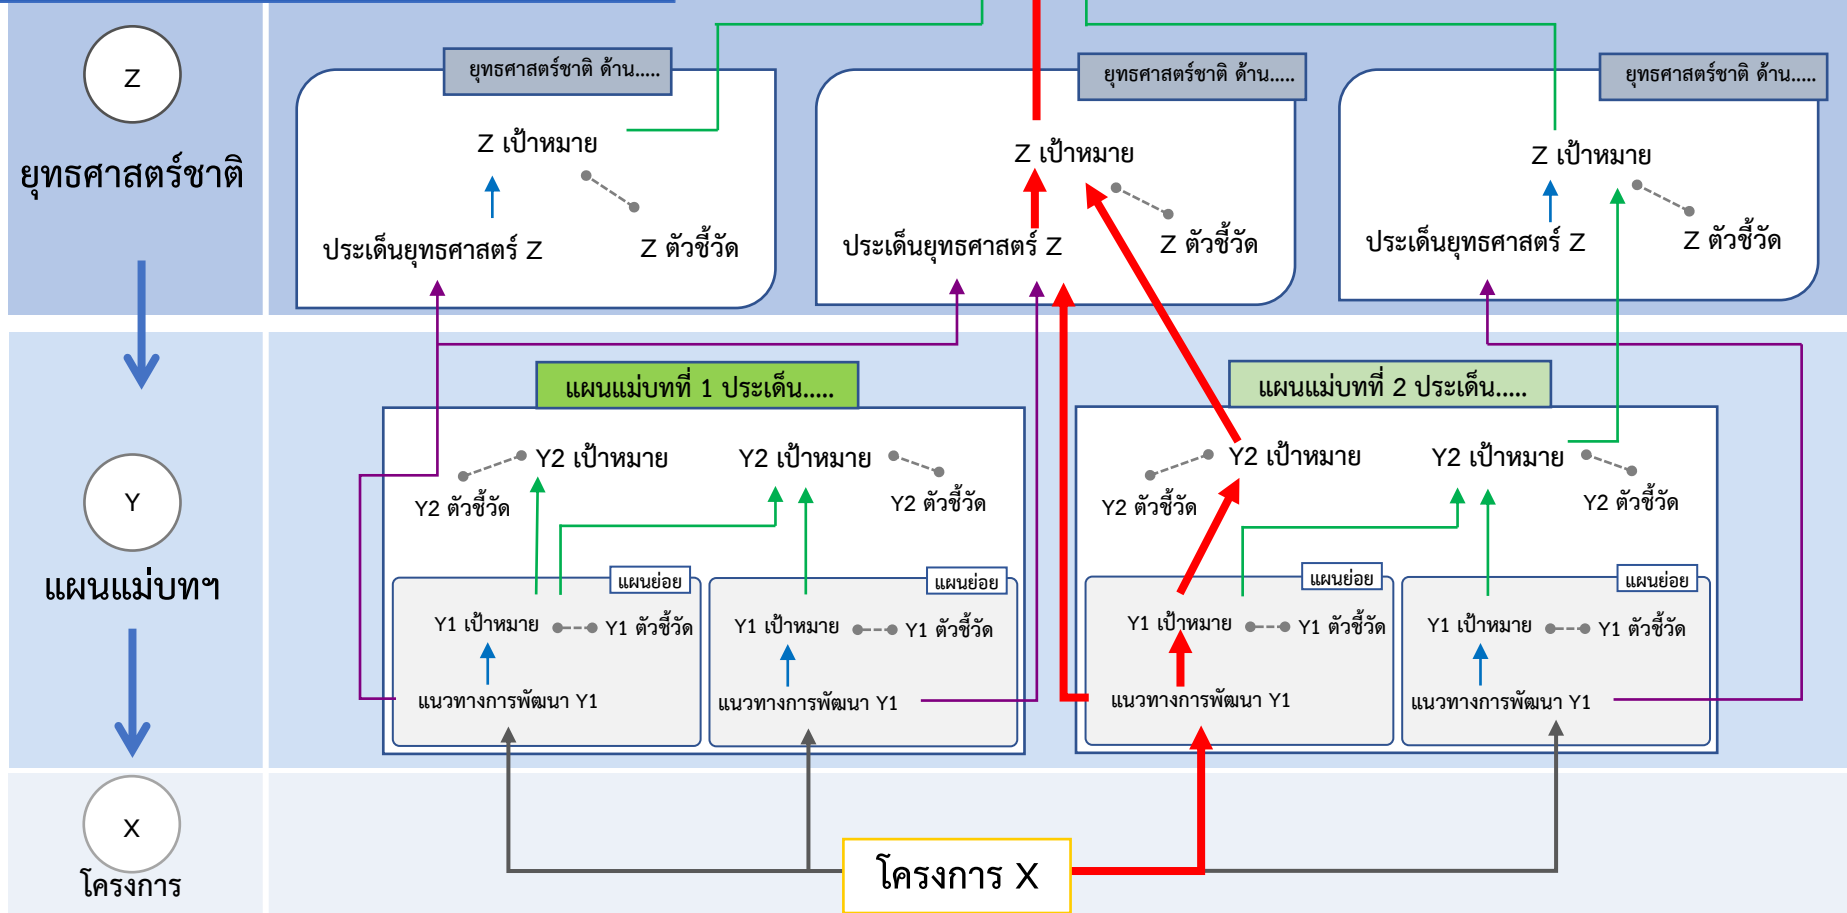 Z
ยุทธศาสตร์ชาติ
ยุทธศาสตร์ชาติ ด้าน.....
Z เป้าหมาย
ประเด็นยุทธศาสตร์ Z
Z ตัวชี้วัด
ยุทธศาสตร์ชาติ ด้าน.....
Z เป้าหมาย
ประเด็นยุทธศาสตร์ Z
Z ตัวชี้วัด
ยุทธศาสตร์ชาติ ด้าน.....
Z เป้าหมาย
ประเด็นยุทธศาสตร์ Z
Z ตัวชี้วัด
Y
แผนแม่บทฯ
แผนแม่บทที่ 1 ประเด็น.....
Y2 เป้าหมาย
Y2 เป้าหมาย
Y2 ตัวชี้วัด
Y2 ตัวชี้วัด
แผนย่อย
Y1 เป้าหมาย
Y1 ตัวชี้วัด
แนวทางการพัฒนา Y1
แผนย่อย
Y1 เป้าหมาย
Y1 ตัวชี้วัด
แนวทางการพัฒนา Y1
แผนแม่บทที่ 2 ประเด็น.....
Y2 เป้าหมาย
Y2 เป้าหมาย
Y2 ตัวชี้วัด
Y2 ตัวชี้วัด
แผนย่อย
Y1 เป้าหมาย
Y1 ตัวชี้วัด
แนวทางการพัฒนา Y1
แผนย่อย
Y1 เป้าหมาย
Y1 ตัวชี้วัด
แนวทางการพัฒนา Y1
X
โครงการ
โครงการ X